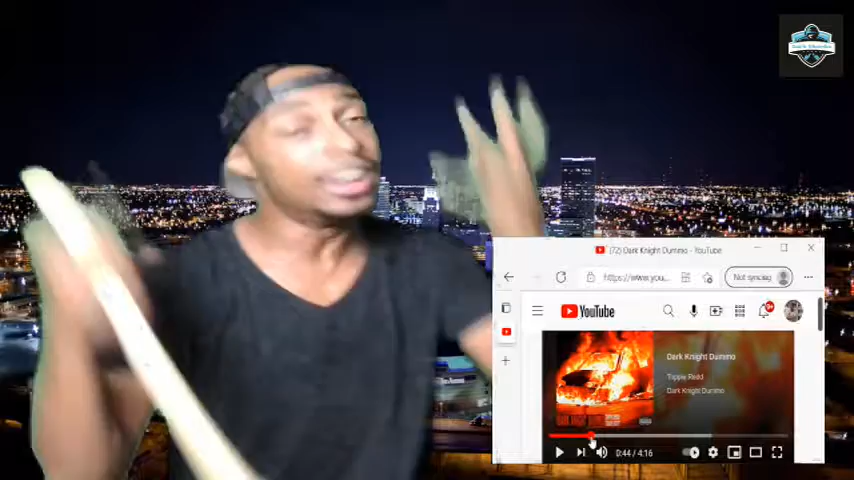 (72) Dark Knight Dummo - YouTube
https://www.you...
Not syncing
YouTube
9+
Dark Knight Dummo
Trippie Redd
Dark Knight Dummo
0:44 / 4:16